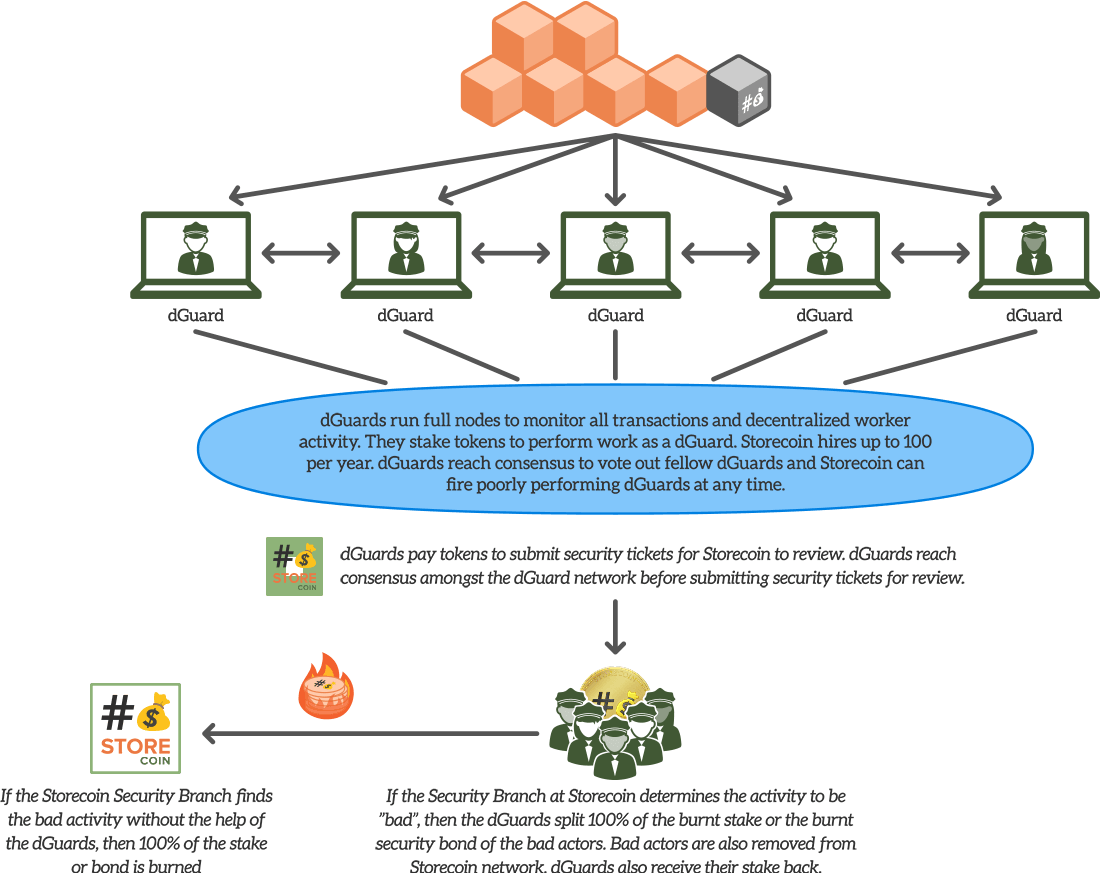 #
dGuard
dGuard
dGuard
dGuard
dGuard
dGuards run full nodes to monitor all transactions and decentralized worker
activity. They stake tokens to perform work as a dGuard. Storecoin hires up to 100
per year. dGuards reach consensus to vote out fellow dGuards and Storecoin can
fire poorly performing dGuards at any time.
#$
STORE
COIN
dGuards pay tokens to submit security tickets for Storecoin to review. dGuards reach
consensus amongst the dGuard network before submitting security tickets for review.
#
#$
#$
STORE
COIN
If the Storecoin Security Branch finds
the bad activity without the help of
the dGuards, then 100% of the stake
or bond is burned
If the Security Branch at Storecoin determines the activity to be
"bad", then the dGuards split 100% of the burnt stake or the burnt
security bond of the bad actors. Bad actors are also removed from
Storecoin network. dGuards also receive their stake back.